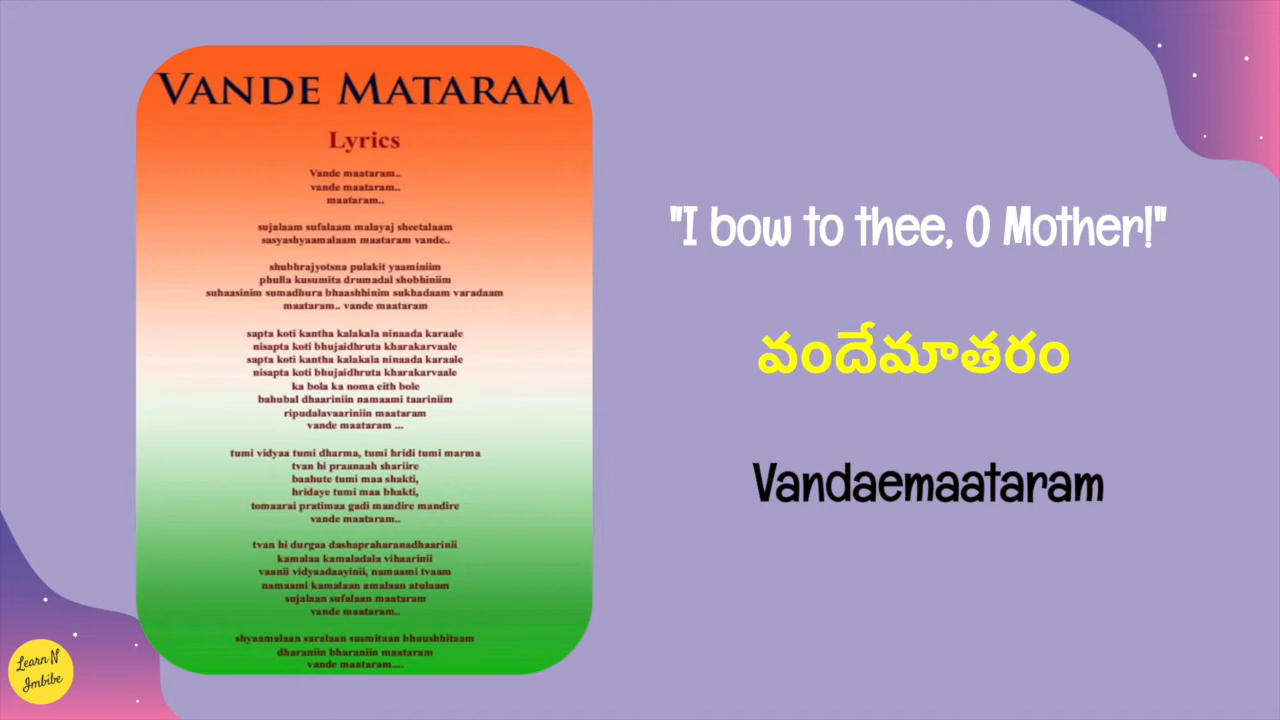 VANDE MATARAM
Lyrics
Vande maataram..
vande maataram..
maataram..
sujalaam sufalaam malayaj sheetalaam
sasyashyaamalaam maataram vande..
shubhrajyotsna pulakit yaaminiim
phulla kusumita drumadal shobhiniim
suhaasinim sumadhura bhaashhinim sukhadaam varadaam
maataram.. vande maataram
sapta koti kantha kalakala ninaada karaale
nisapta koti bhujaidhruta kharakarvaale
sapta koti kantha kalakala ninaada karaale
nisapta koti bhujaidhruta kharakarvaale
ka bola ka noma eith bole
bahubal dhaariniin namaami taariniim
ripudalavaariniin maataram
vande maataram ...
tumi vidyaa tumi dharma, tumi hridi tumi marma
tvan hi praanaah shariire
baahute tumi maa shakti,
hridaye tumi maa bhakti,
tomaarai pratimaa gadi mandire mandire
vande maataram..
tvan hi durgaa dashapraharanadhaarinii
kamalaa kamaladala vihaarinii
vaanii vidyaadaayinii, namaami tvaam
namaami kamalaan amalaan atulaam
sujalaan sufalaan maataram
vande maataram..
shyaamalaan saralaan susmitaan bhuushhitaam
dharaniin bharaniin maataram
vande maataram....
"I bow to thee, O Mother!"
వందేమాతరం
Vandaemaataram
Learn N
Imbibe